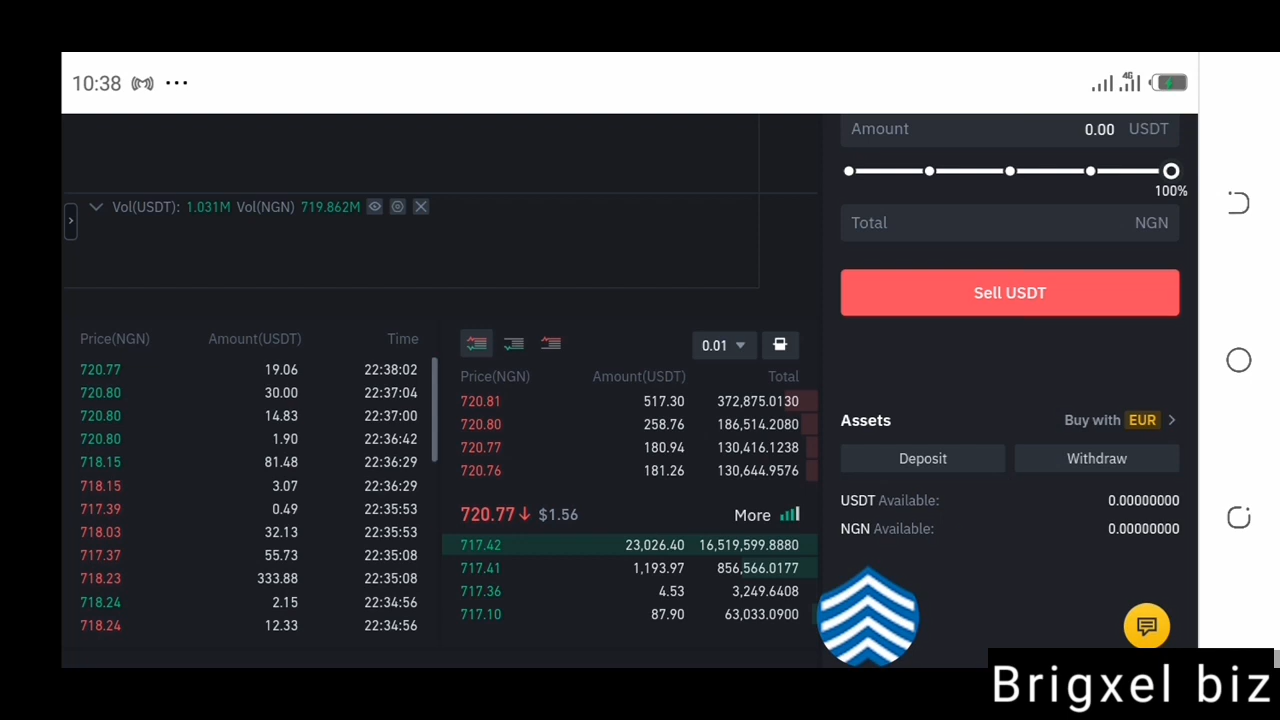 10:38 ...
4G
Amount 0.00 USDT
100%
Vol(USDT): 1.031M Vol(NGN) 719.862M
Total NGN
Sell USDT
Price(NGN) Amount(USDT) Time
720.77 19.06 22:38:02
720.80 30.00 22:37:04
720.80 14.83 22:37:00
720.80 1.90 22:36:42
718.15 81.48 22:36:29
718.15 3.07 22:36:29
717.39 0.49 22:35:53
718.03 32.13 22:35:53
717.37 55.73 22:35:08
718.23 333.88 22:35:08
718.24 2.15 22:34:56
718.24 12.33 22:34:56
0.01
Price(NGN) Amount(USDT) Total
720.81 517.30 372,875.0130
720.80 258.76 186,514.2080
720.77 180.94 130,416.1238
720.76 181.26 130,644.9576
720.77↓ $1.56 More
717.42 23,026.40 16,519,599.8880
717.41 1,193.97 856,566.0177
717.36 4.53 3,249.6408
717.10 87.90 63,033.0900
Assets Buy with EUR >
Deposit Withdraw
USDT Available: 0.00000000
NGN Available: 0.00000000
Brigxel biz